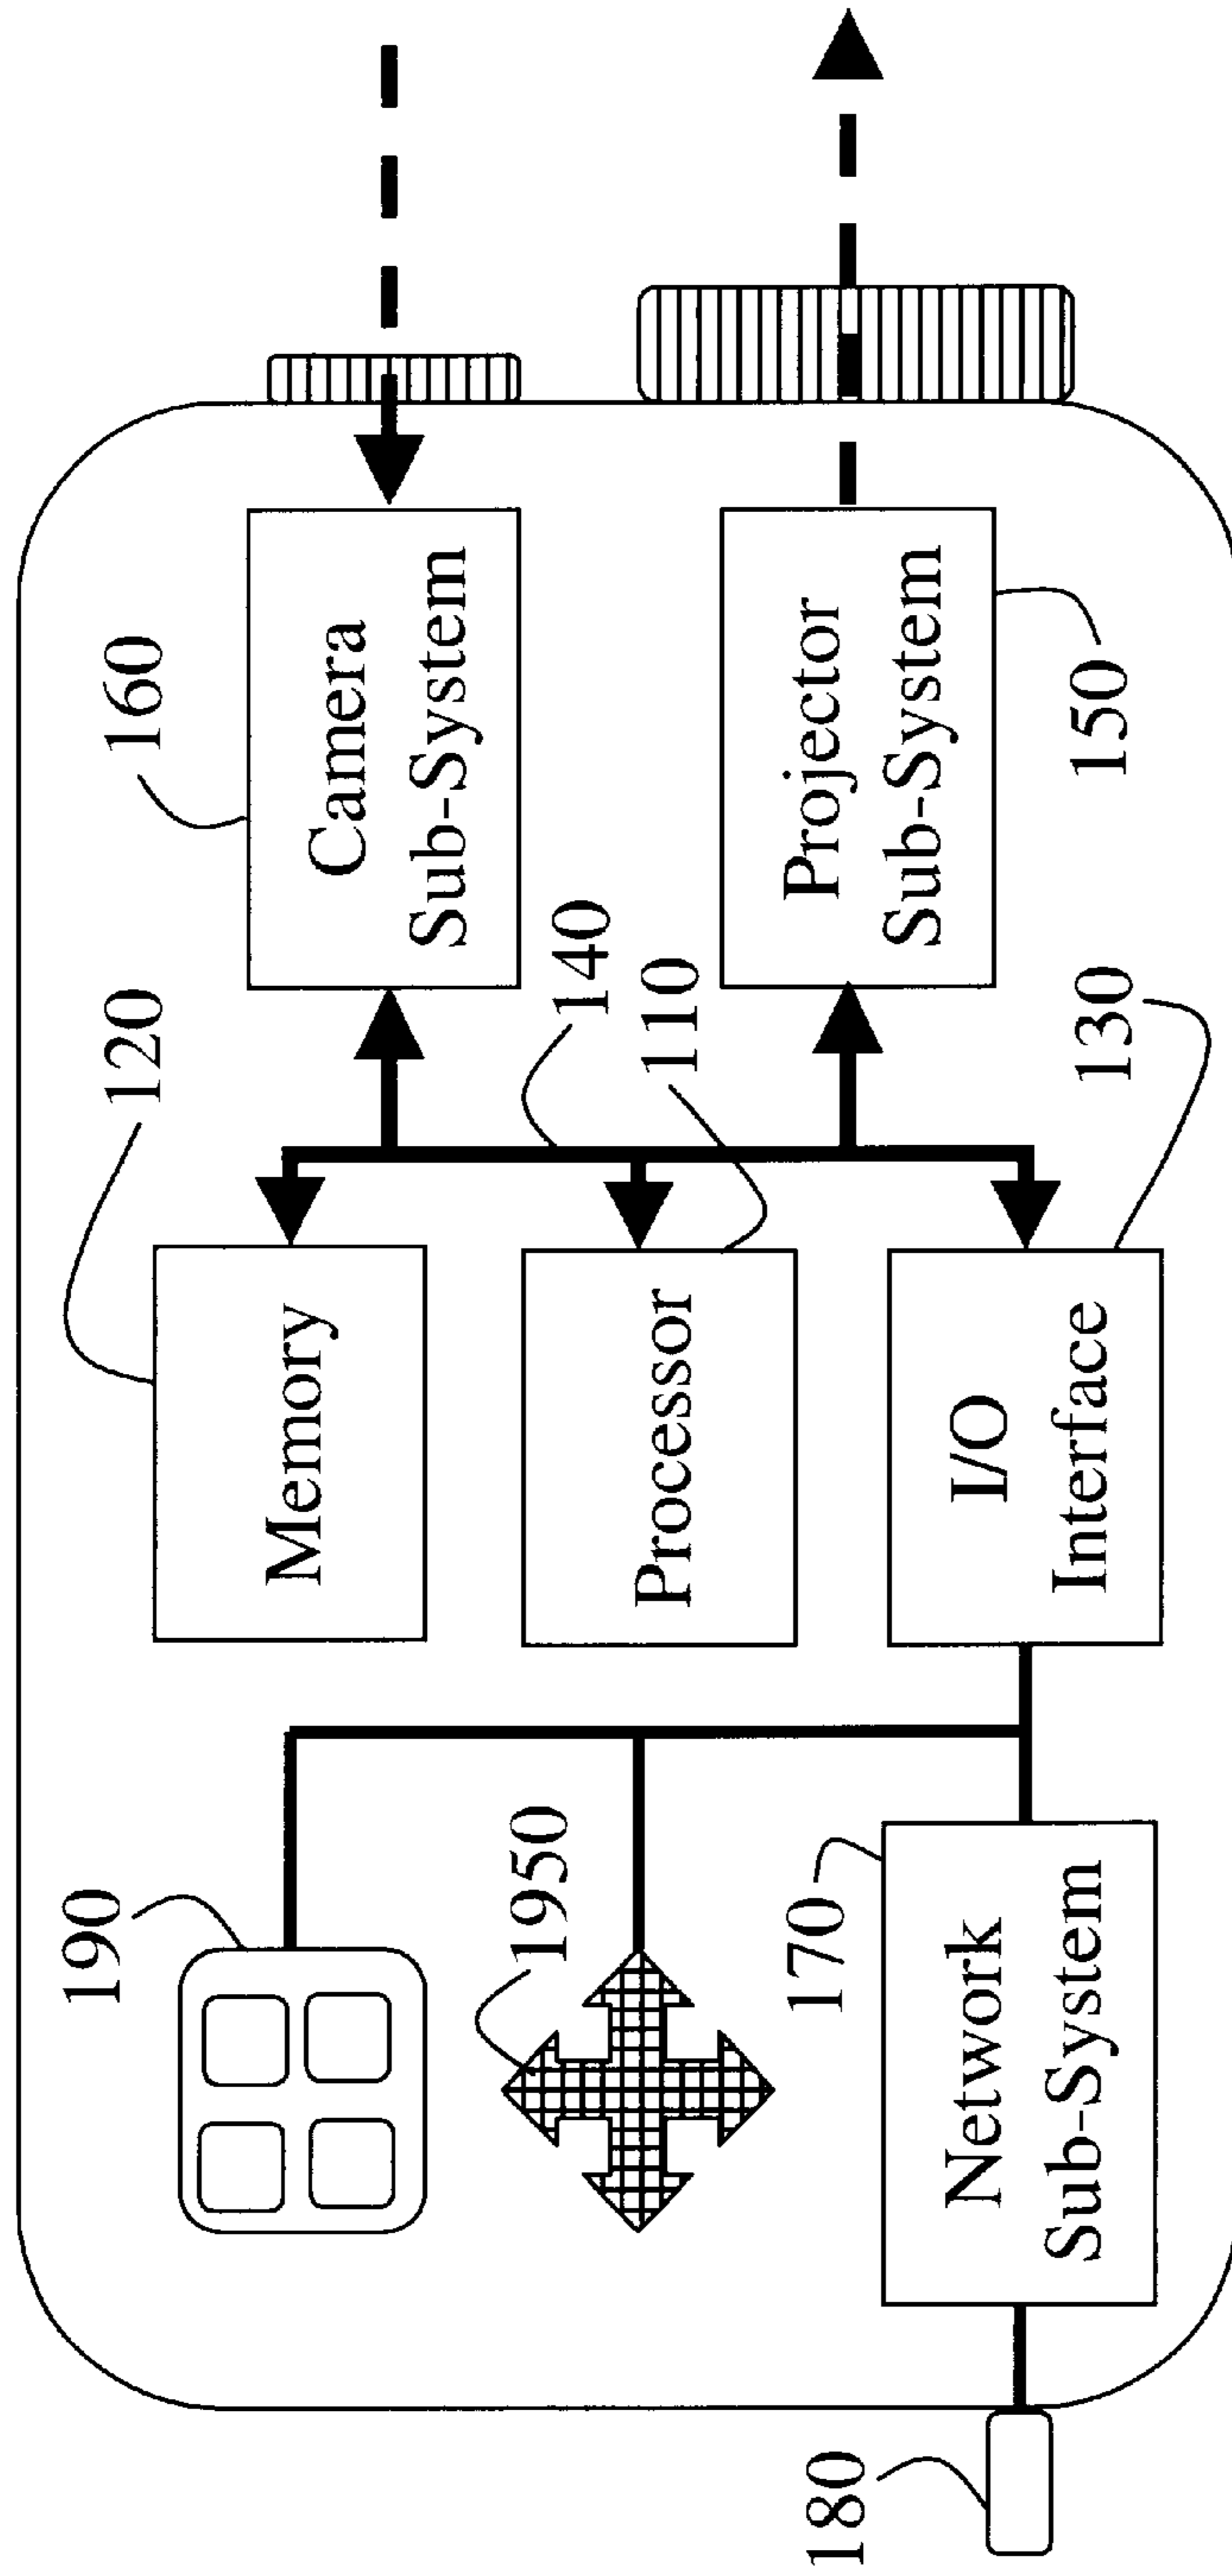 190
120
160
Memory
Camera
Sub-System
1950
140
110
Processor
170
Network
Sub-System
I/O
Interface
Projector
Sub-System
180
130
150